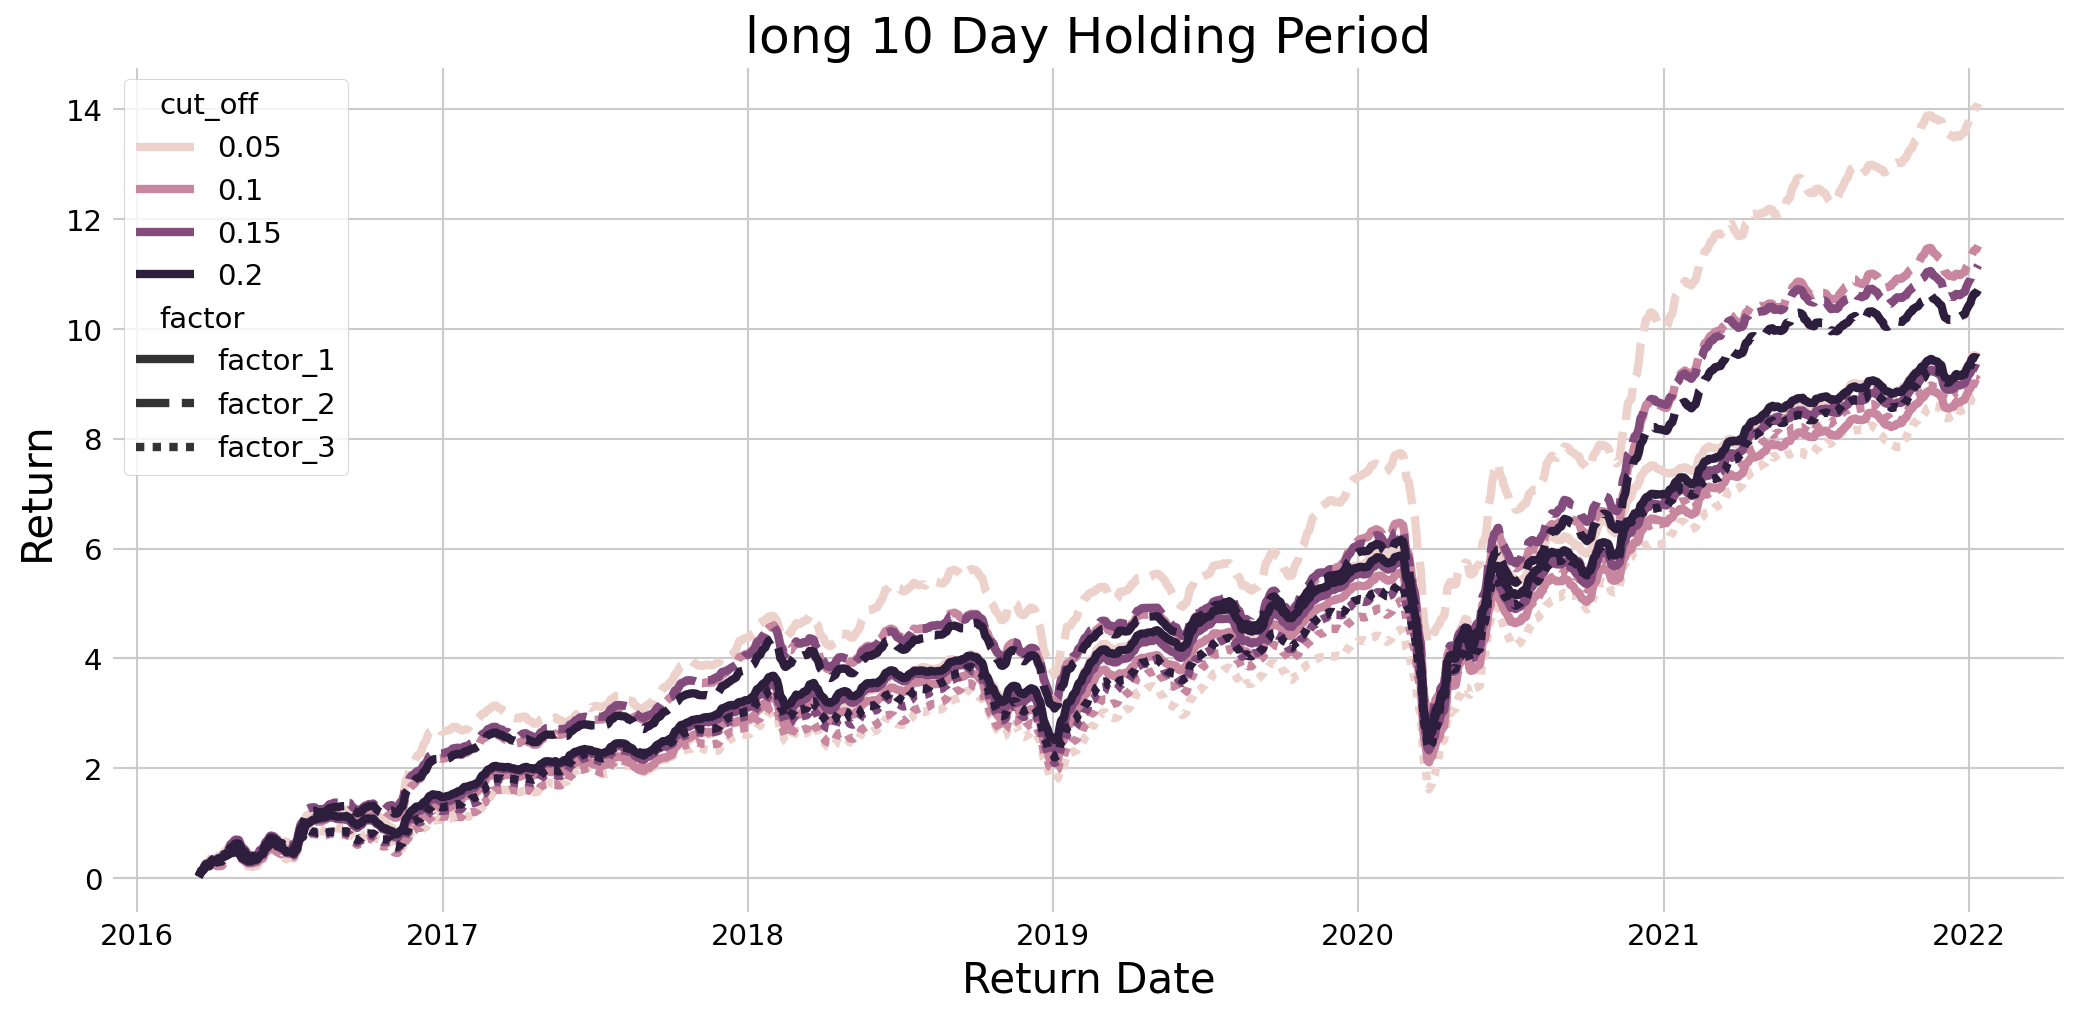 long 10 Day Holding Period
cut_off
0.05
0.1
0.15
0.2
factor
factor_1
factor_2
factor_3
14
12
10
8
6
4
2
0
Return
2016
2017
2018
2019
2020
2021
2022
Return Date